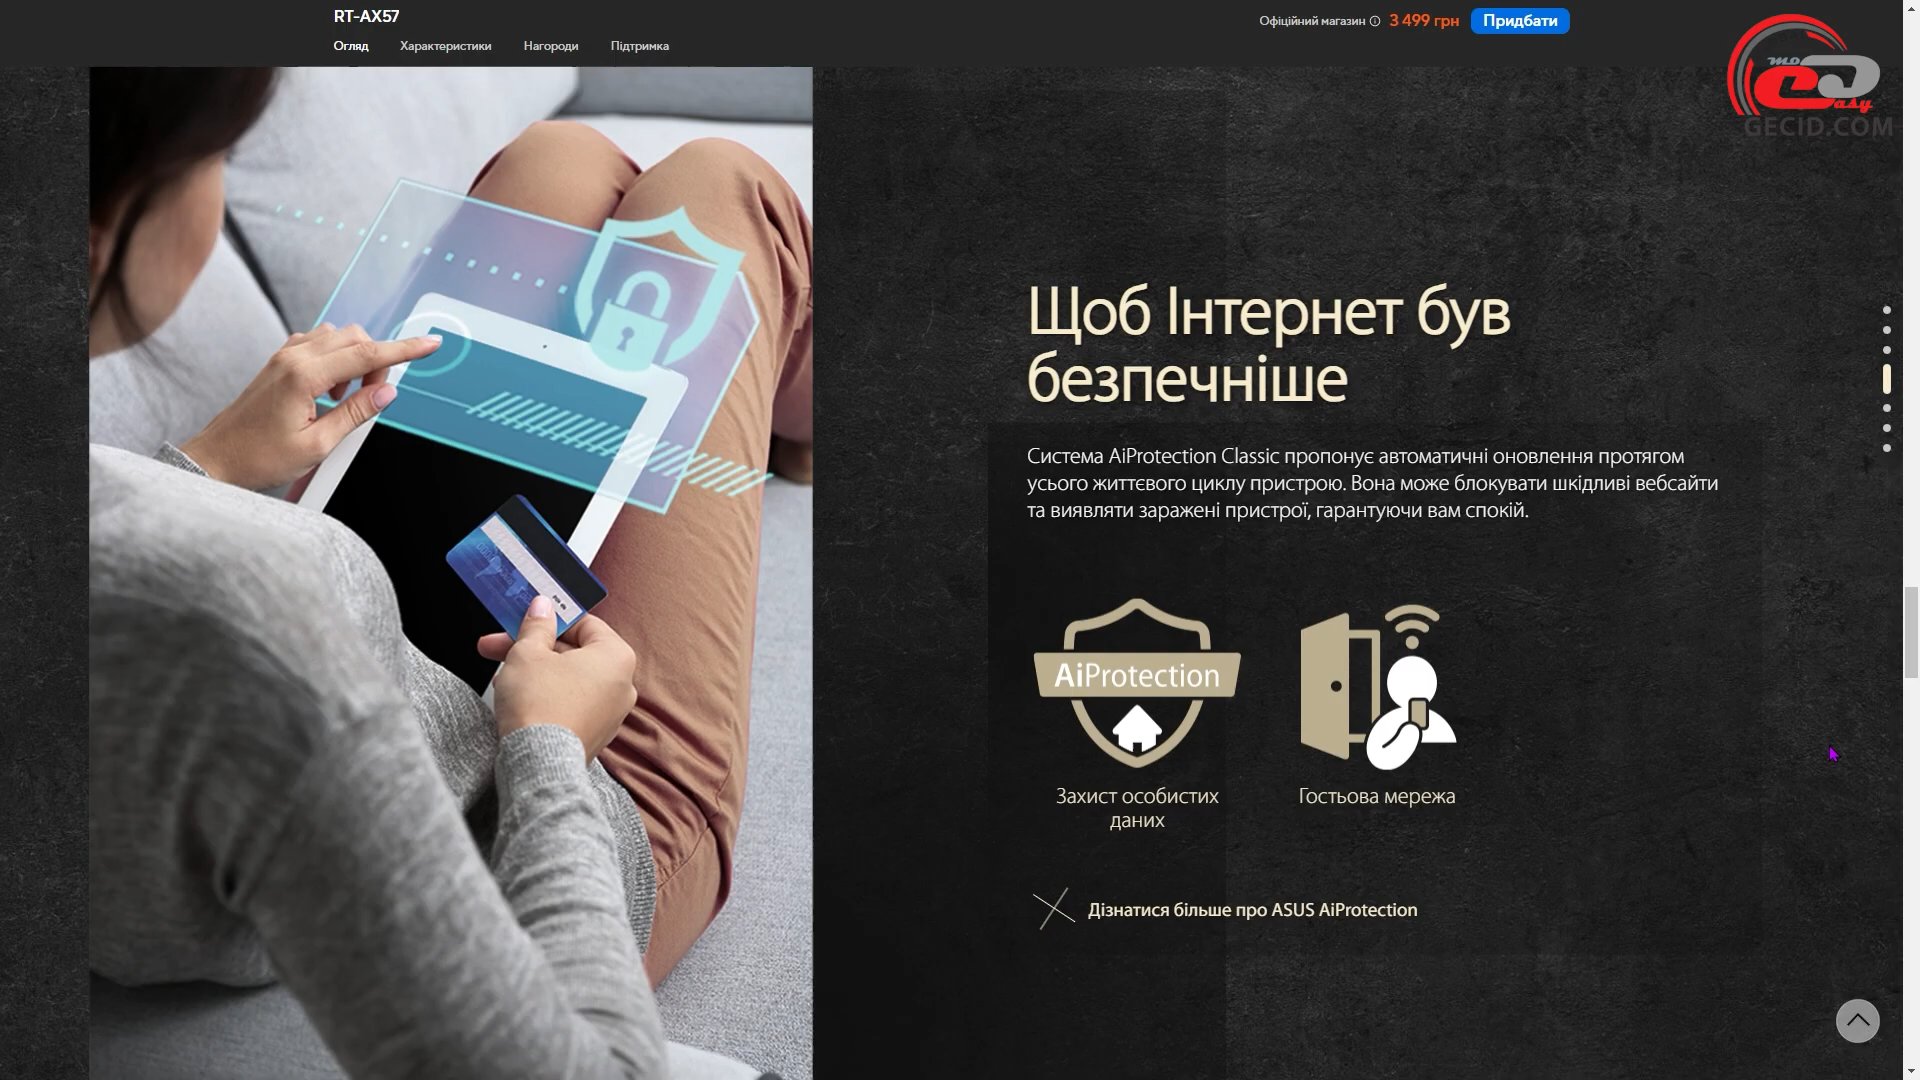 RT-AX57
Офіційний магазин
3 499 грн
Придбати
Огляд
Характеристики
Нагороди
Підтримка
mo
easy
GECID.COM
Щоб Інтернет був
безпечніше
Система AiProtection Classic пропонує автоматичні оновлення протягом
усього життєвого циклу пристрою. Вона може блокувати шкідливі вебсайти
та виявляти заражені пристрої, гарантуючи вам спокій.
AiProtection
Захист особистих
даних
Гостьова мережа
Дізнатися більше про ASUS AiProtection